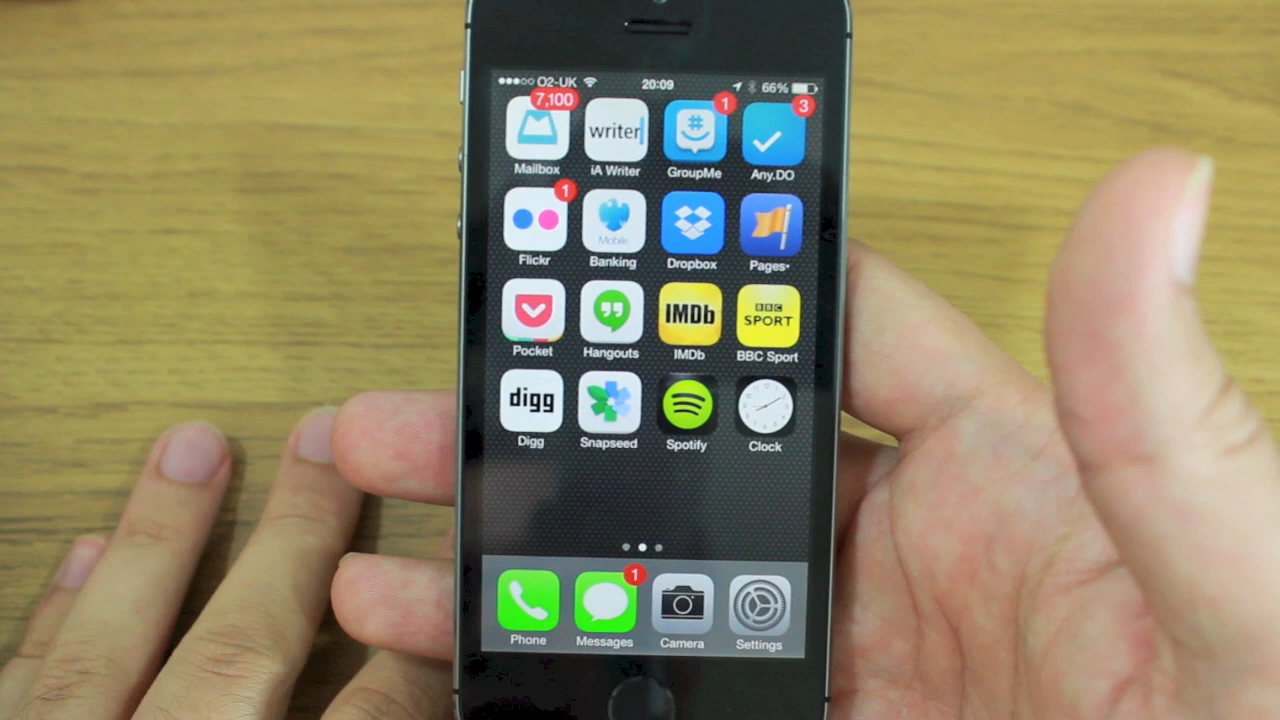 O2-UK 20:09 66%
7,100 1 3
writer
Mailbox iA Writer GroupMe Any.DO
1
Mobile
Flickr Banking Dropbox Pages
IMDb BBC SPORT
Pocket Hangouts IMDb BBC Sport
digg
Digg Snapseed Spotify Clock
1
Phone Messages Camera Settings